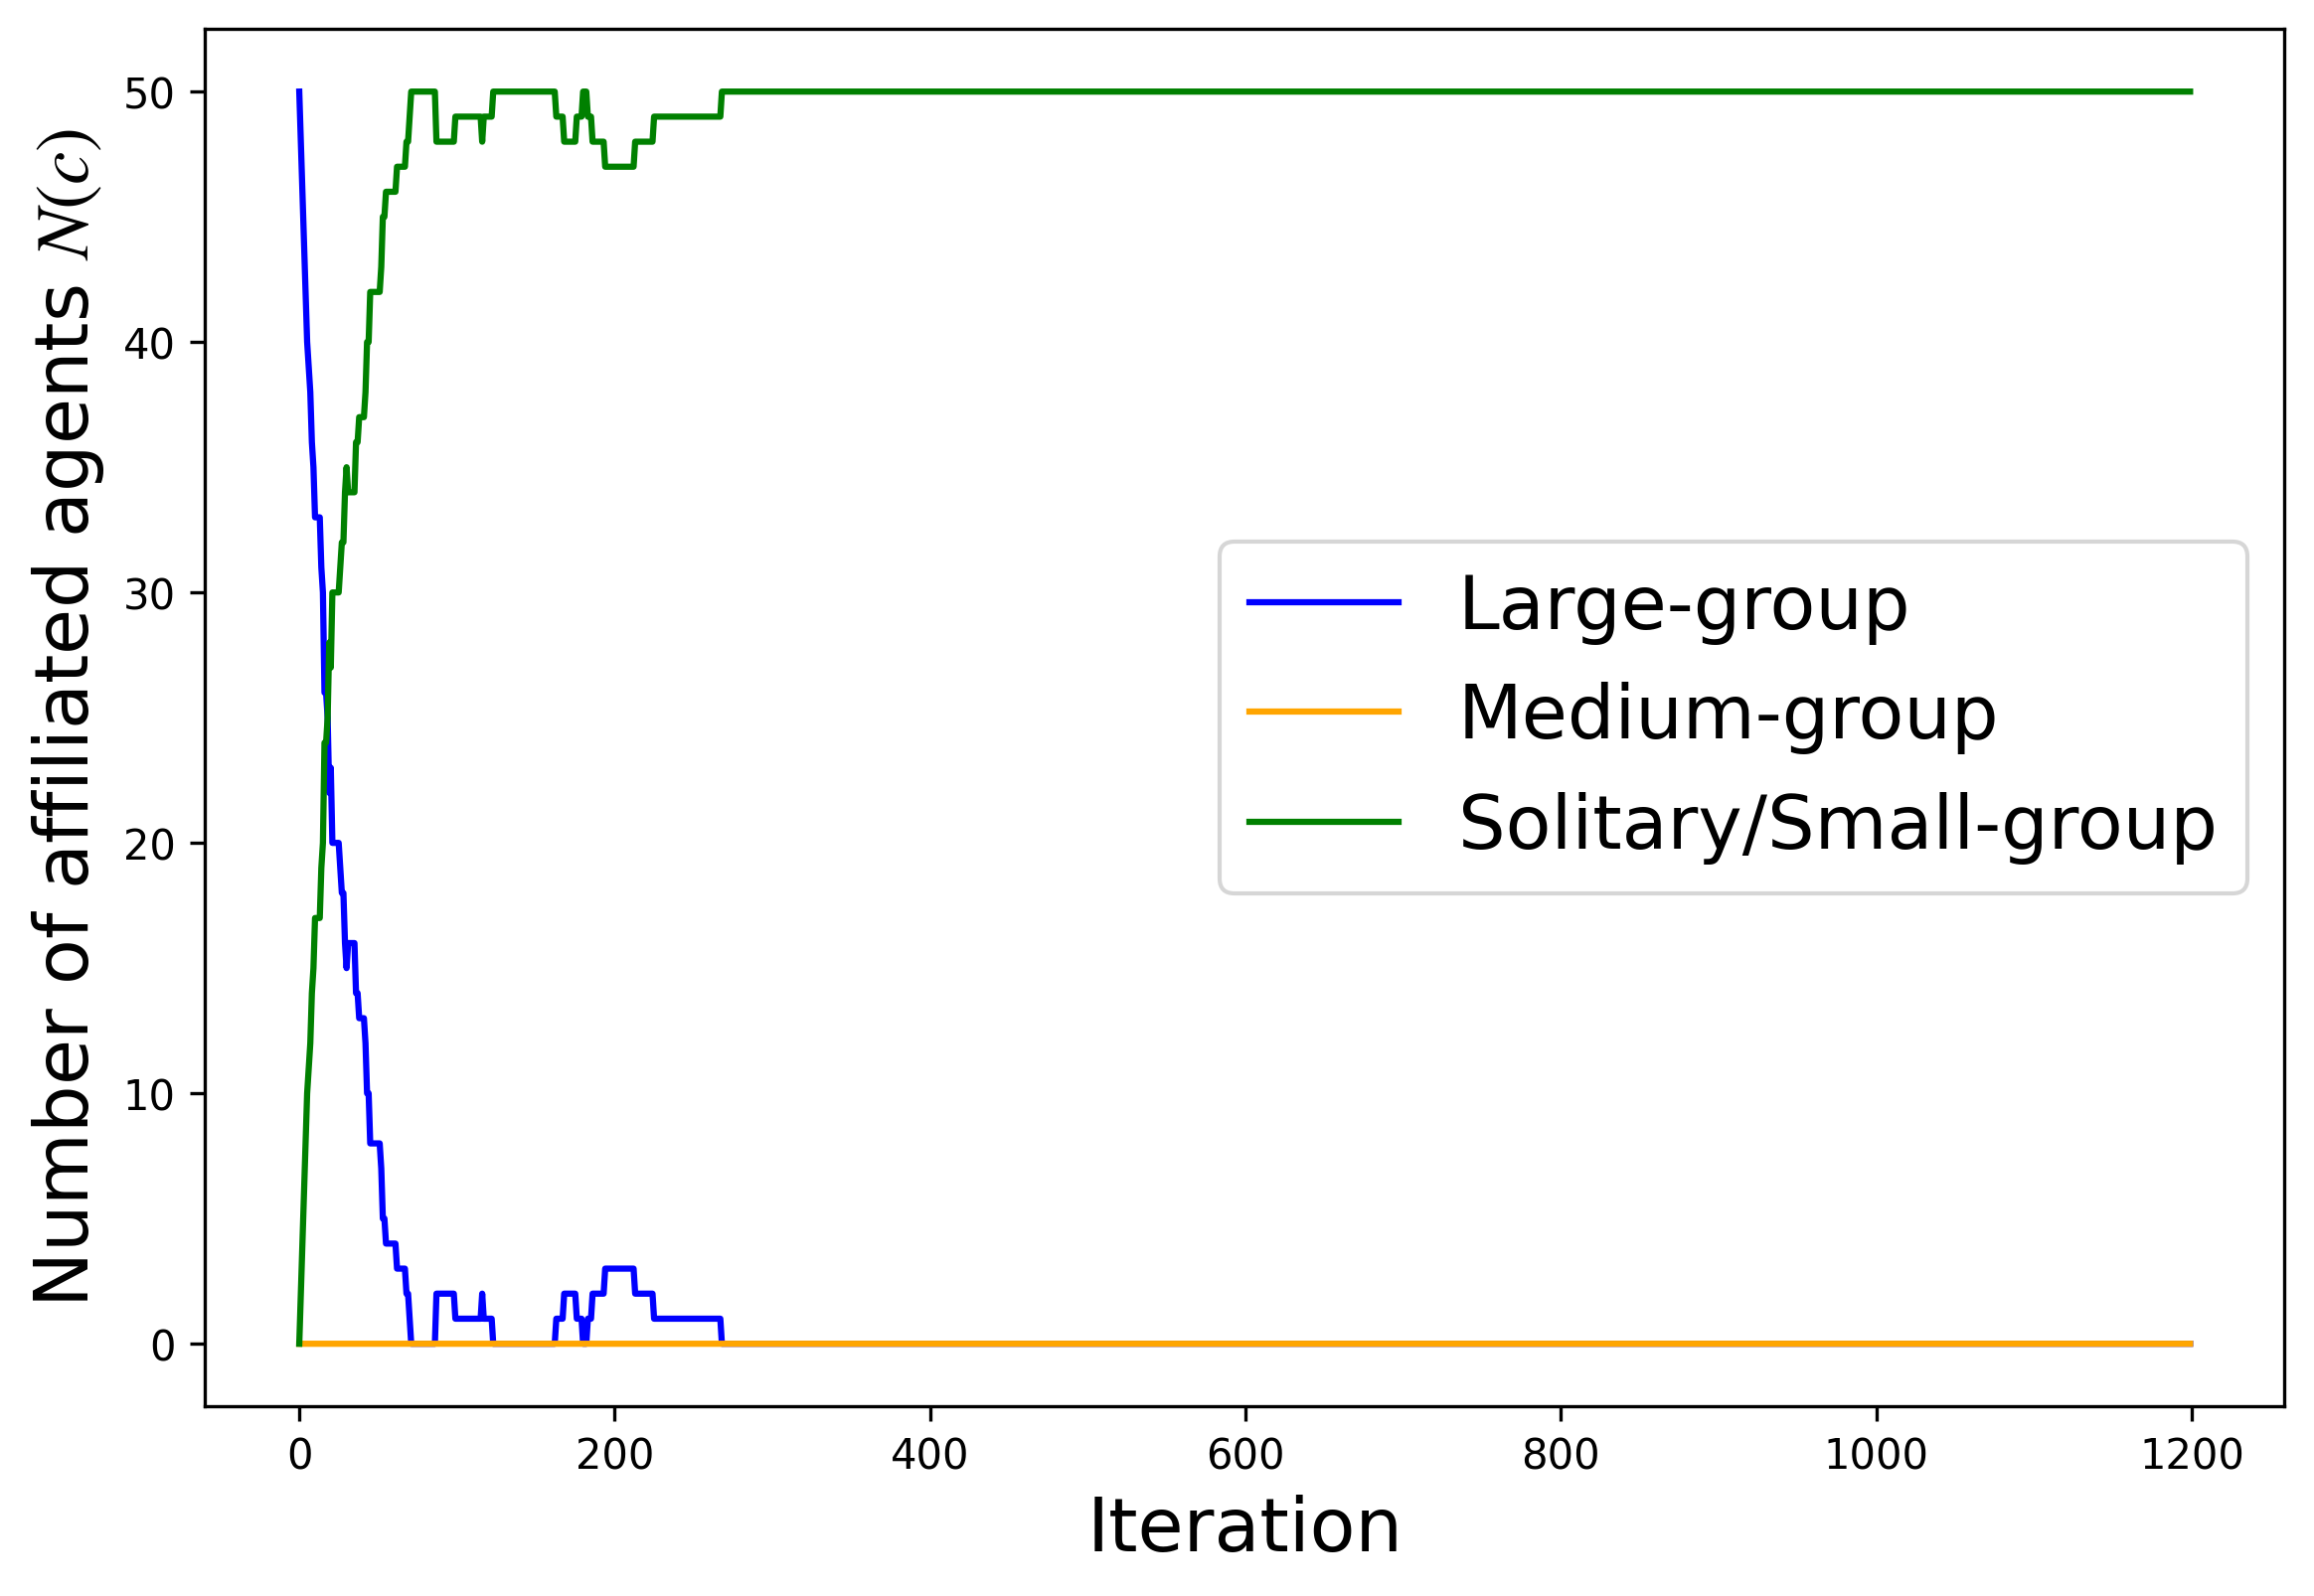 Number of affiliated agents N(c)
50
40
30
20
10
0
Large-group
Medium-group
Solitary/Small-group
0 200 400 600 800 1000 1200
Iteration